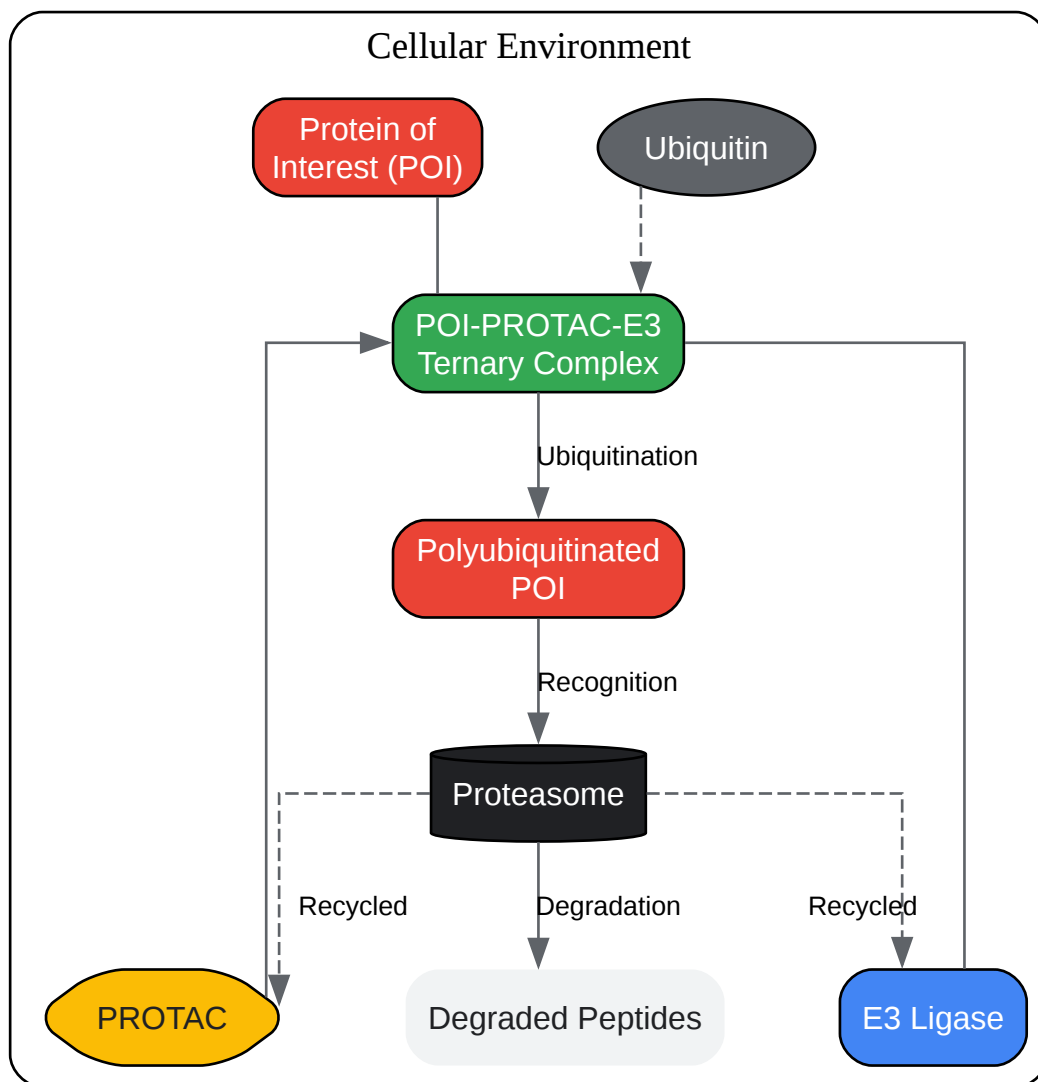 Cellular Environment
Protein of
Interest (POI)
Ubiquitin
POI-PROTAC-E3
Ternary Complex
Ubiquitination
Polyubiquitinated
POI
Recognition
Proteasome
Recycled
Degradation
Recycled
PROTAC
Degraded Peptides
E3 Ligase